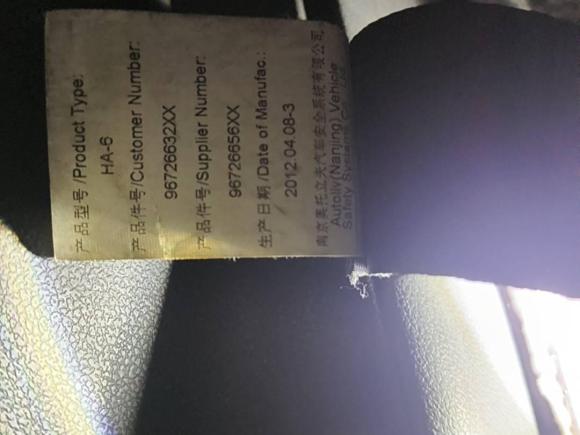 产品型号/Product Type:
HA-6
产品件号/Customer Number:
96726632XX
产品件号/Supplier Number:
96726656XX
生产日期/Date of Manufac.:
2012.04.08-3
南京奥托立夫汽车安全系统有限公司
Autoliv(Nanjing) Vehicle
Safety Systems Co.